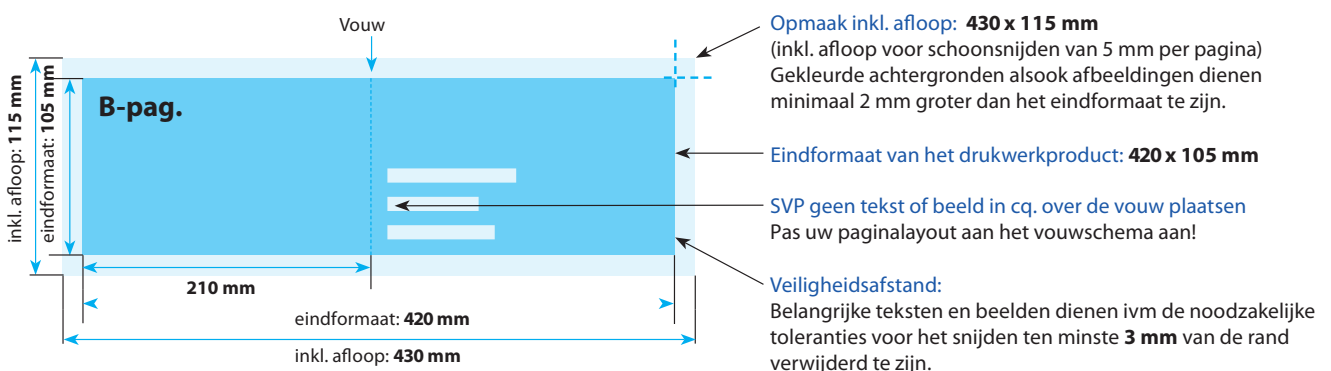 Vouw
B-pag.
inkl. afloop: 115 mm
eindformaat: 105 mm
210 mm
eindformaat: 420 mm
inkl. afloop: 430 mm
Opmaak inkl. afloop: 430 x 115 mm
(inkl. afloop voor schoonsnijden van 5 mm per pagina)
Gekleurde achtergronden alsook afbeeldingen dienen
minimaal 2 mm groter dan het eindformaat te zijn.
Eindformaat van het drukwerkproduct: 420 x 105 mm
SVP geen tekst of beeld in cq. over de vouw plaatsen
Pas uw paginalayout aan het vouwschema aan!
Veiligheidsafstand:
Belangrijke teksten en beelden dienen ivm de noodzakelijke
toleranties voor het snijden ten minste 3 mm van de rand
verwijderd te zijn.